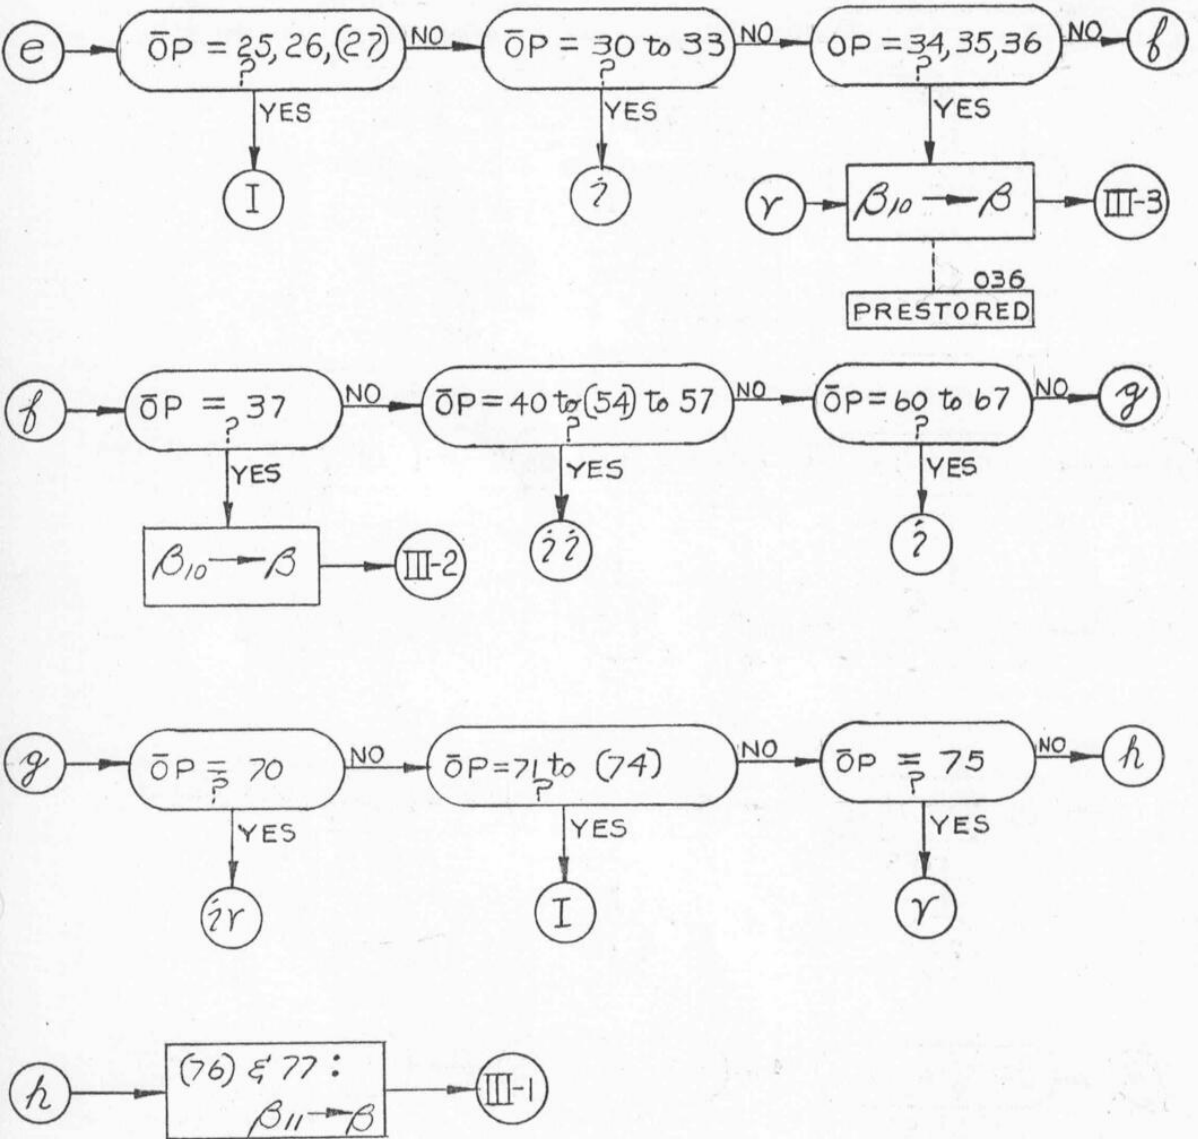 e ŌP = 25, 26, (27) ? NO ŌP = 30 to 33 ? NO OP = 34, 35, 36 ? NO f
YES YES YES
I i r β10 → β III-3
036
PRESTORED
f ŌP = 37 ? NO ŌP = 40 to (54) to 57 ? NO ŌP = 60 to 67 ? NO g
YES YES YES
β10 → β III-2 ii i
g ŌP = 70 ? NO ŌP = 71 to (74) ? NO ŌP = 75 ? NO h
YES YES YES
ir I r
h (76) & 77 : III-1
β11 → β